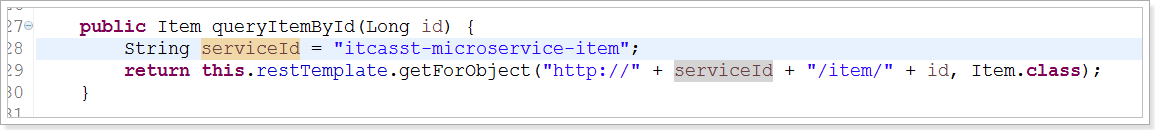 27 public Item queryItemById(Long id) {
28 String serviceId = "itcasst-microservice-item";
29 return this.restTemplate.getForObject("http://" + serviceId + "/item/" + id, Item.class);
30 }
31